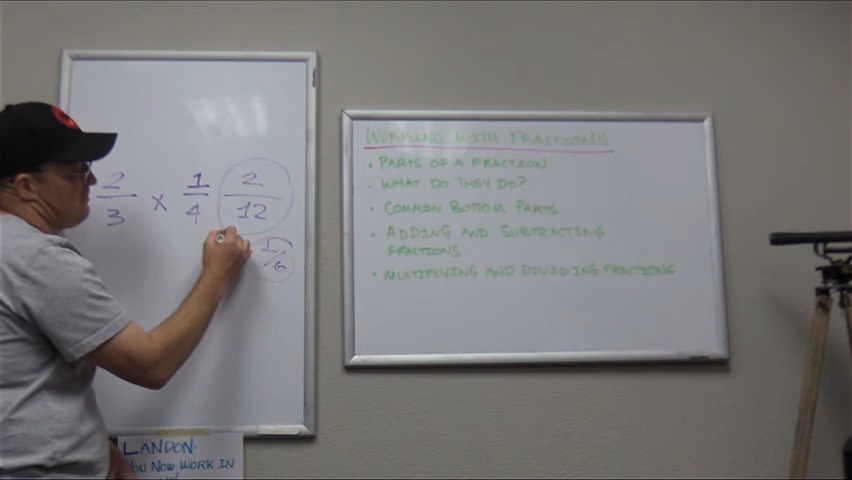 2/3 x 1/4 2/12
1/6
WORKING WITH FRACTIONS
• PARTS OF A FRACTION
• WHAT DO THEY DO?
• COMMON BOTTOM PARTS
• ADDING AND SUBTRACTING
FRACTIONS
• MULTIPLYING AND DIVIDING FRACTIONS
LANDON
YOU NOW WORK IN